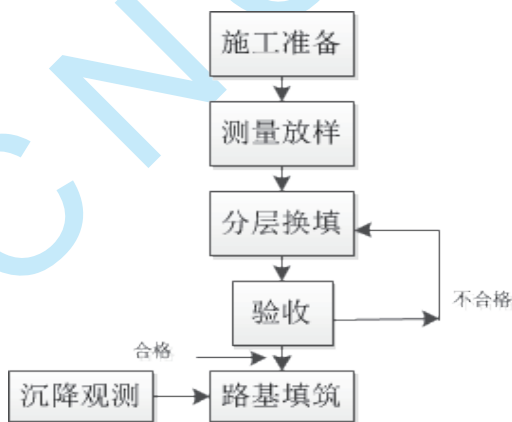 施工准备
测量放样
分层换填
验收
不合格
合格
沉降观测
路基填筑